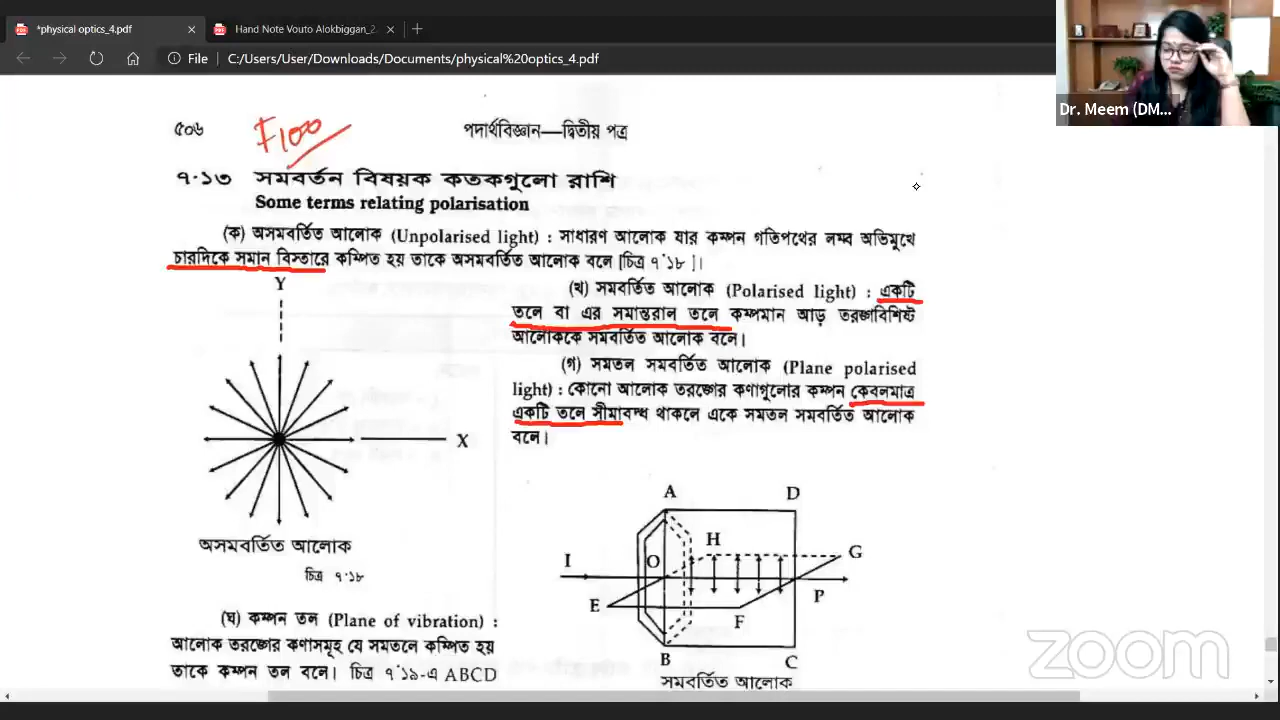 *physical optics_4.pdf
Hand Note Vouto Alokbiggan_2
File C:/Users/User/Downloads/Documents/physical%20optics_4.pdf
Dr. Meem (DM...
৫০৬
F100
পদার্থবিজ্ঞান—দ্বিতীয় পত্র
৭·১৩ সমবর্তন বিষয়ক কতকগুলো রাশি
Some terms relating polarisation
(ক) অসমবর্তিত আলোক (Unpolarised light) : সাধারণ আলোক যার কম্পন গতিপথের লম্ব অভিমুখে
চারদিকে সমান বিস্তারে কম্পিত হয় তাকে অসমবর্তিত আলোক বলে [চিত্র ৭·১৮]।
(খ) সমবর্তিত আলোক (Polarised light) : একটি
তলে বা এর সমান্তরাল তলে কম্পমান আড় তরঙ্গবিশিষ্ট
আলোককে সমবর্তিত আলোক বলে।
(গ) সমতল সমবর্তিত আলোক (Plane polarised
light) : কোনো আলোক তরঙ্গের কণাগুলোর কম্পন কেবলমাত্র
একটি তলে সীমাবদ্ধ থাকলে একে সমতল সমবর্তিত আলোক
বলে।
Y
X
অসমবর্তিত আলোক
চিত্র ৭·১৮
A
D
H
I
O
G
E
F
P
B
C
সমবর্তিত আলোক
(ঘ) কম্পন তল (Plane of vibration) :
আলোক তরঙ্গের কণাসমূহ যে সমতলে কম্পিত হয়
তাকে কম্পন তল বলে। চিত্র ৭·১৯-এ ABCD
zoom